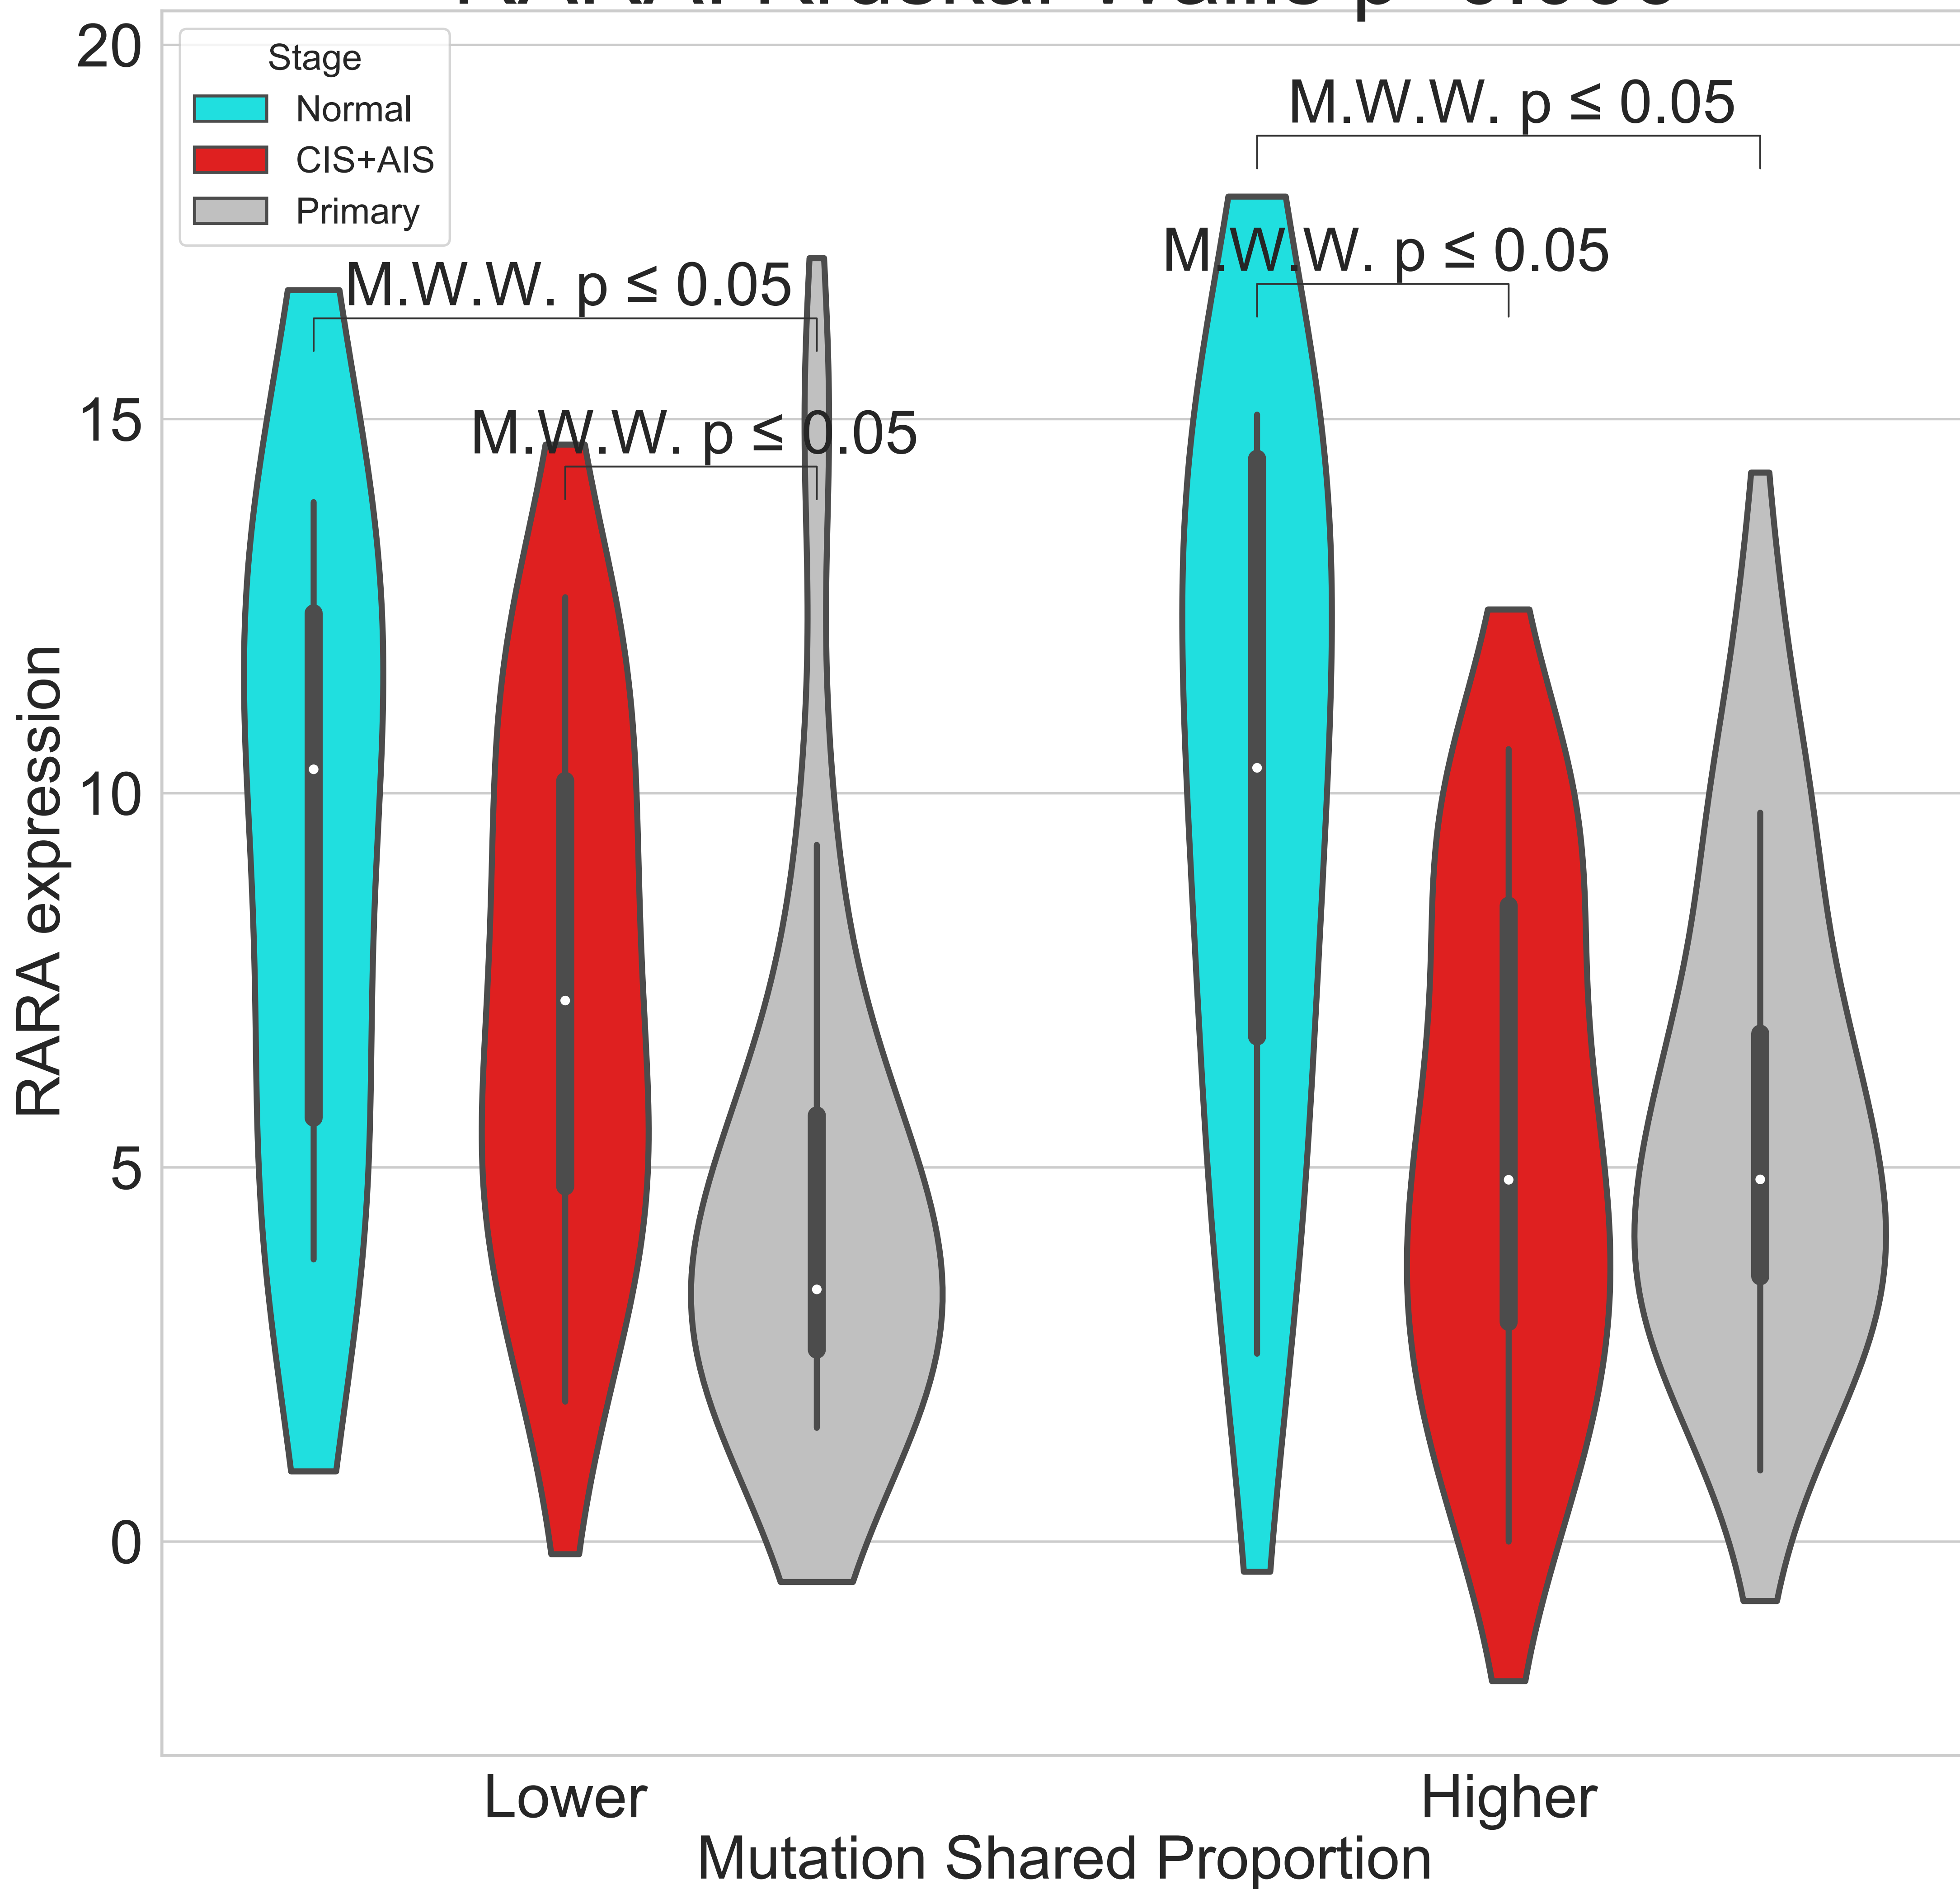 20
15
10
5
0
RARA expression
Stage
Normal
CIS+AIS
Primary
M.W.W. p ≤ 0.05
M.W.W. p ≤ 0.05
M.W.W. p ≤ 0.05
M.W.W. p ≤ 0.05
Lower
Higher
Mutation Shared Proportion